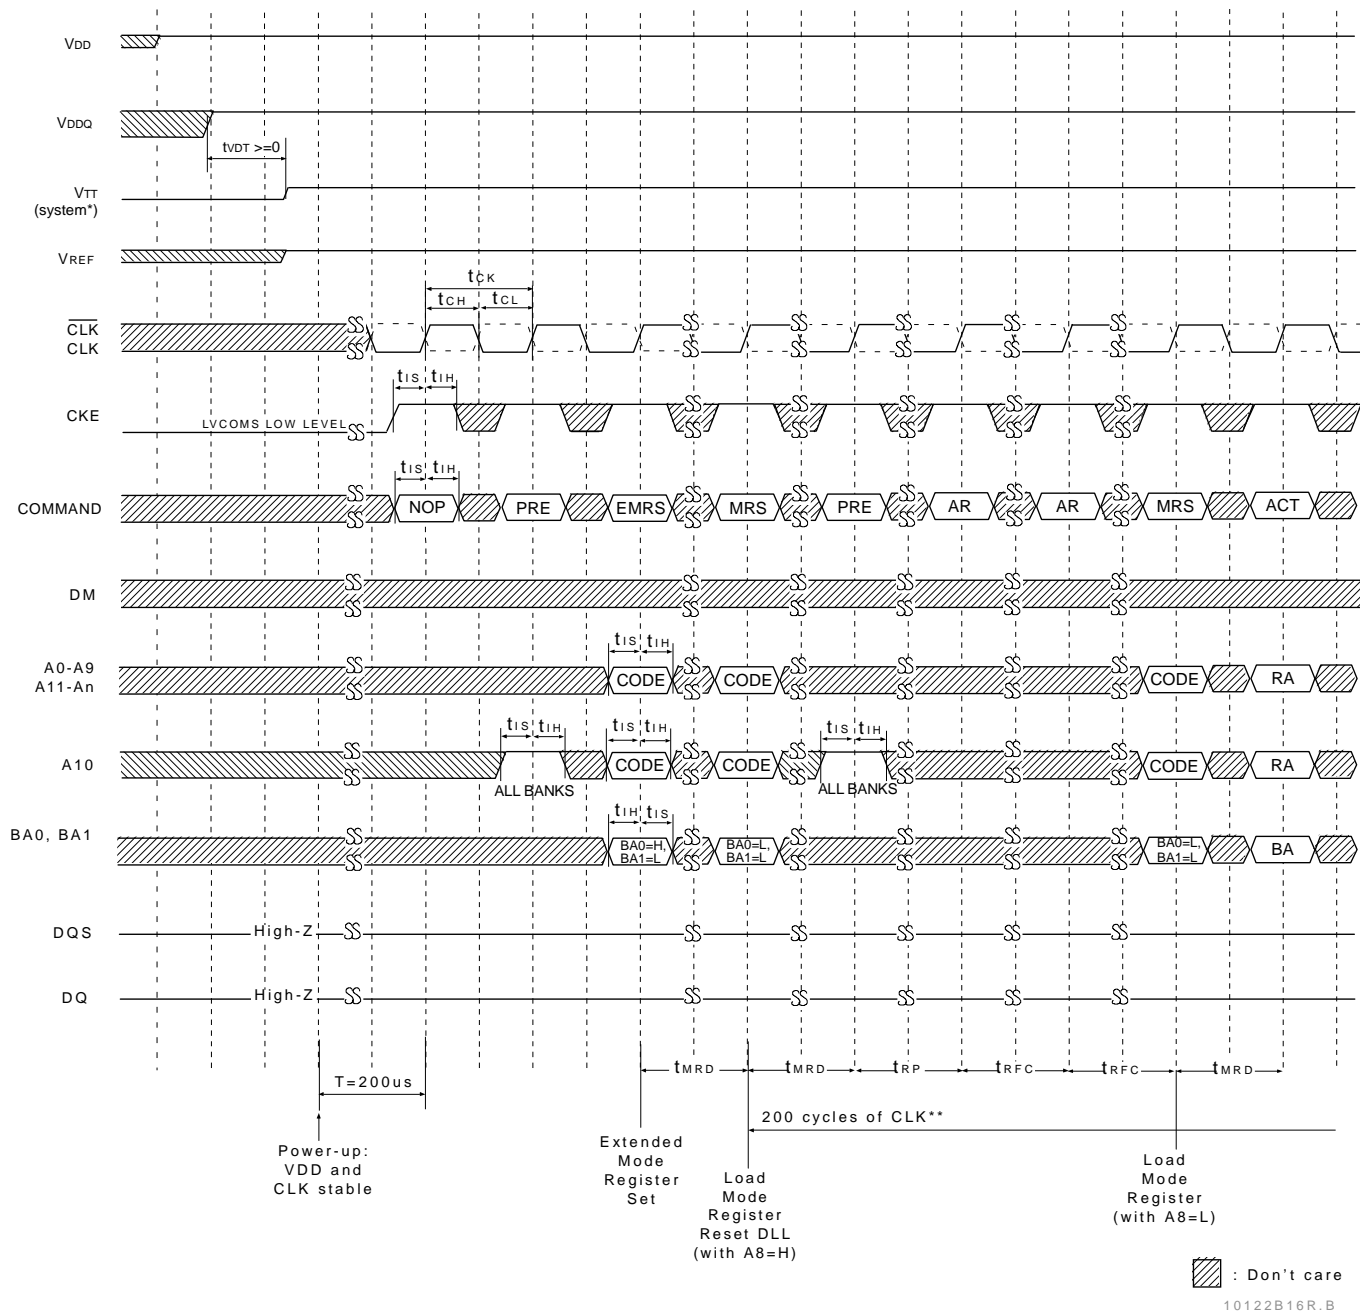 VDD
VDDQ
tVDT >=0
VTT
(system*)
VREF
tCK
tCH tCL
CLK
CLK
tIS tIH
CKE
LVCOMS LOW LEVEL
tIS tIH
COMMAND NOP PRE EMRS MRS PRE AR AR MRS ACT
DM
tIS tIH
A0-A9
A11-An
CODE CODE CODE RA
tIS tIH tIS tIH tIS tIH
A10 CODE CODE CODE RA
ALL BANKS ALL BANKS
tIH tIS
BA0, BA1
BA0=H, BA0=L, BA0=L,
BA1=L BA1=L BA1=L BA
DQS High-Z
DQ High-Z
tMRD tMRD tRP tRFC tRFC tMRD
T=200us
200 cycles of CLK**
Power-up:
VDD and
CLK stable
Extended
Mode
Register
Set
Load
Mode
Register
Reset DLL
(with A8=H)
Load
Mode
Register
(with A8=L)
: Don't care
10122B16R.B